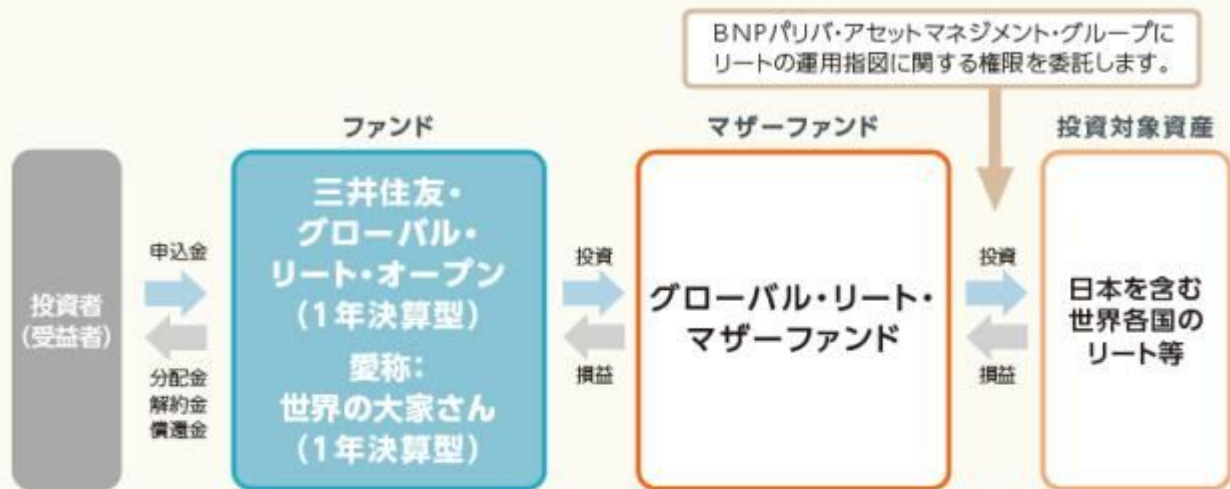 BNPパリバ・アセットマネジメント・グループに
リートの運用指図に関する権限を委託します。
ファンド
マザーファンド
投資対象資産
投資者
(受益者)
申込金
分配金
解約金
償還金
三井住友・
グローバル・
リート・オープン
(1年決算型)
愛称:
世界の大家さん
(1年決算型)
投資
損益
グローバル・リート・
マザーファンド
投資
損益
日本を含む
世界各国の
リート等